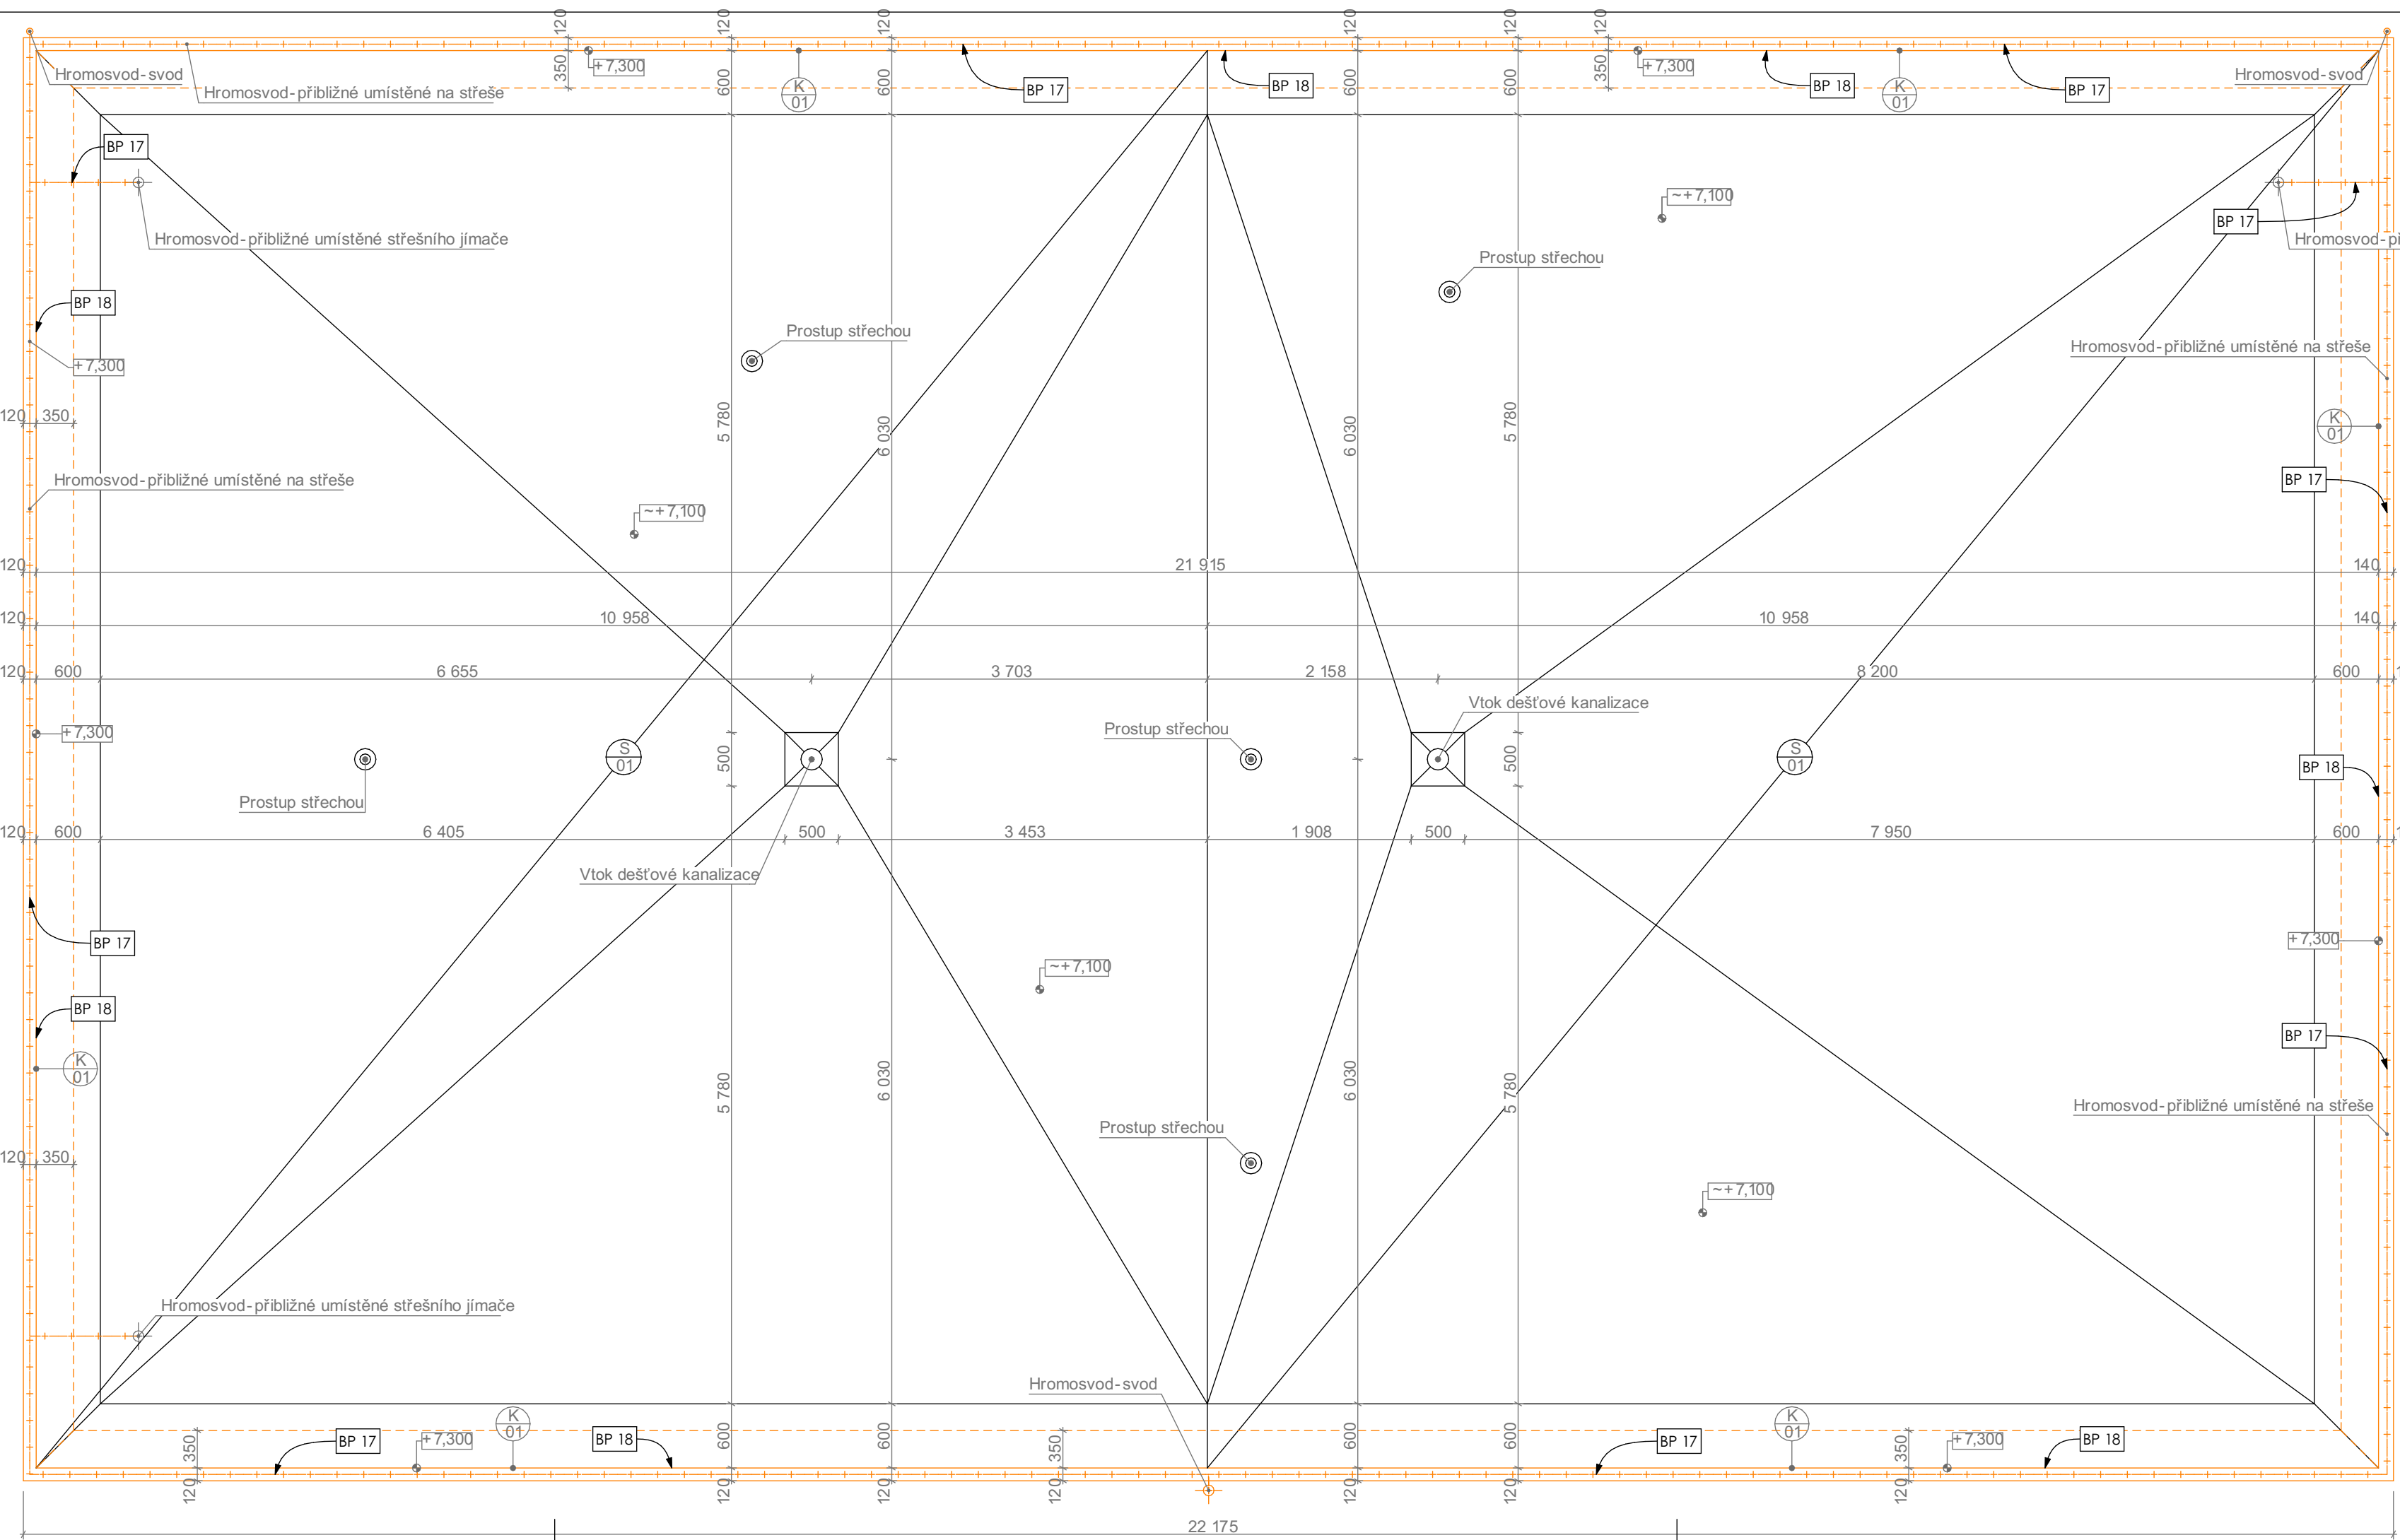 120 120 120 120 120 120
350 600 600 600 600 350
+7,300 +7,300
Hromosvod-svod
Hromosvod-přibližné umístěné na střeše
K
01
BP 17
BP 18
BP 18
K
01
BP 17
Hromosvod-svod
BP 17
~+7,100
BP 17
Hromosvod-přibližné umístěné střešního jímače
Hromosvod-př
Prostup střechou
BP 18
Prostup střechou
+7,300
Hromosvod-přibližné umístěné na střeše
120 350
5 780 6 030 6 030 5 780
K
01
Hromosvod-přibližné umístěné na střeše
BP 17
~+7,100
120 21 915 140
120 10 958 10 958 140
120 600 6 655 3 703 2 158 8 200 600
Vtok dešťové kanalizace
+7,300
Prostup střechou
S
01
500
500
S
01
BP 18
Prostup střechou
120 600 6 405 500 3 453 1 908 500 7 950 600
Vtok dešťové kanalizace
BP 17
+7,300
~+7,100
BP 18
BP 17
K
01
5 780 6 030 6 030 5 780
Hromosvod-přibližné umístěné na střeše
Prostup střechou
120 350
~+7,100
Hromosvod-přibližné umístěné střešního jímače
Hromosvod-svod
K
01
K
01
350 BP 17 +7,300 BP 18 600 600 350 600 600 BP 17 350 +7,300 BP 18
120 120 120 120 120 120 120
22 175